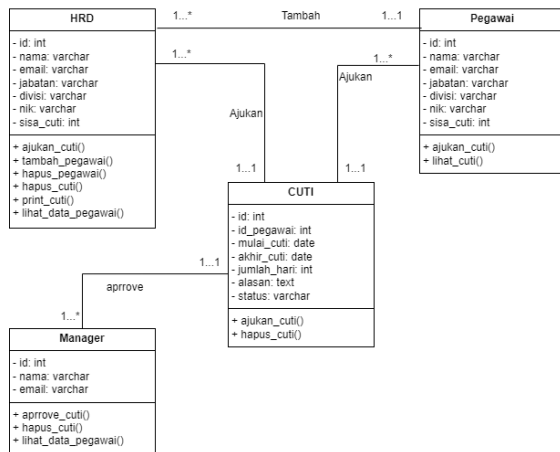 HRD
- id: int
- nama: varchar
- email: varchar
- jabatan: varchar
- divisi: varchar
- nik: varchar
- sisa_cuti: int
+ ajukan_cuti()
+ tambah_pegawai()
+ hapus_pegawai()
+ hapus_cuti()
+ print_cuti()
+ lihat_data_pegawai()
1...*
Tambah
1...1
Pegawai
- id: int
- nama: varchar
- email: varchar
- jabatan: varchar
- divisi: varchar
- nik: varchar
- sisa_cuti: int
+ ajukan_cuti()
+ lihat_cuti()
1...*
Ajukan
1...1
1...*
Ajukan
1...1
CUTI
- id: int
- id_pegawai: int
- mulai_cuti: date
- akhir_cuti: date
- jumlah_hari: int
- alasan: text
- status: varchar
+ ajukan_cuti()
+ hapus_cuti()
1...1
aprrove
1...*
Manager
- id: int
- nama: varchar
- email: varchar
+ aprrove_cuti()
+ hapus_cuti()
+ lihat_data_pegawai()